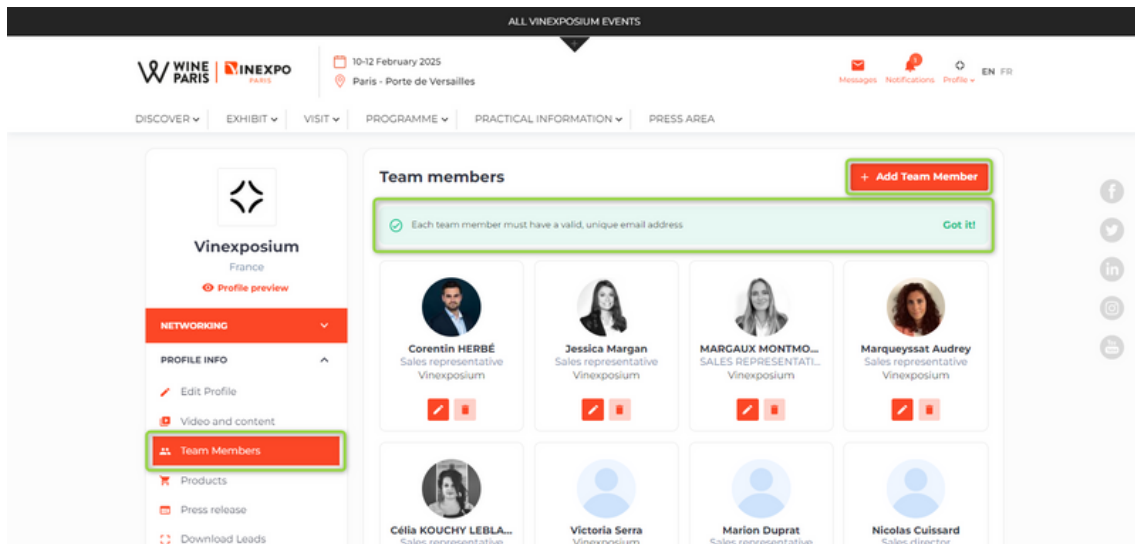 ALL VINEXPOSIUM EVENTS
WINE PARIS
VINEXPO PARIS
10-12 February 2025
Paris - Porte de Versailles
Messages Notifications Profile EN FR
DISCOVER EXHIBIT VISIT PROGRAMME PRACTICAL INFORMATION PRESS AREA
Vinexposium
France
Profile preview
NETWORKING
PROFILE INFO
Edit Profile
Video and content
Team Members
Products
Press release
Download Leads
Team members
+ Add Team Member
Each team member must have a valid, unique email address Got it!
Corentin HERBÉ
Sales representative
Vinexposium
Jessica Margan
Sales representative
Vinexposium
MARGAUX MONTMO...
SALES REPRESENTATI...
Vinexposium
Marqueyssat Audrey
Sales representative
Vinexposium
Célia KOUCHY LEBLA...
Sales representative
Victoria Serra
Vinexposium
Marion Duprat
Sales representative
Nicolas Cuissard
Sales director